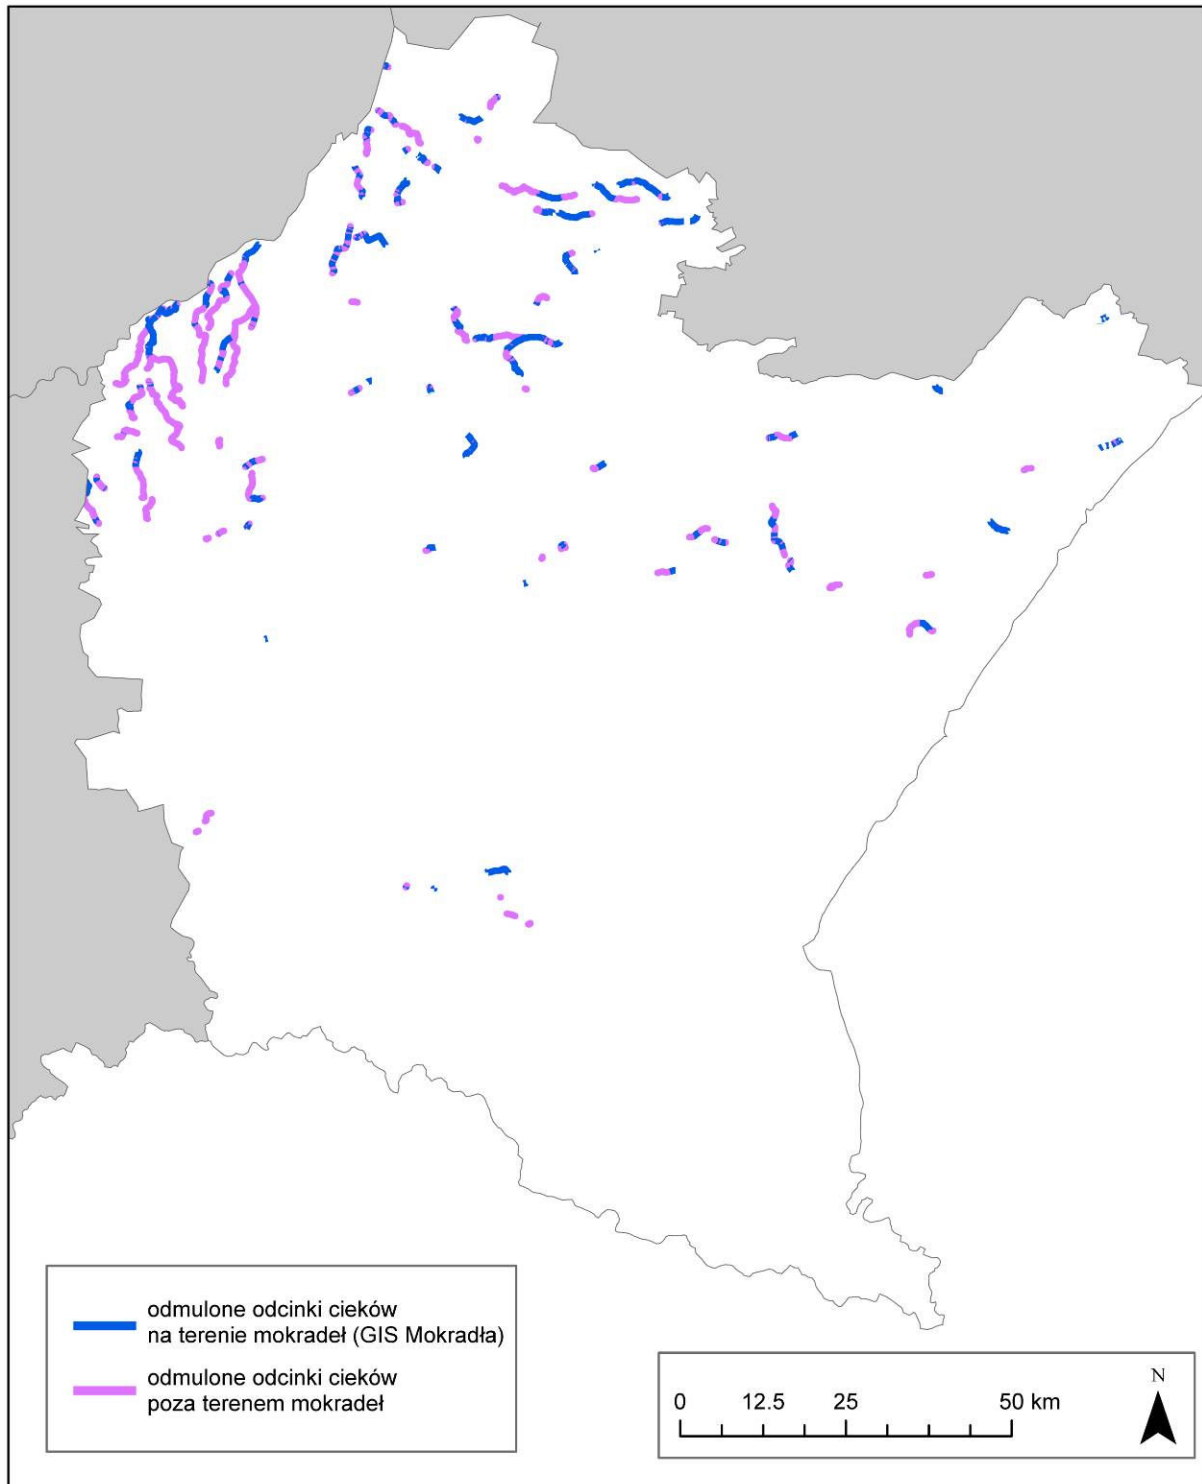 odmulone odcinki cieków
na terenie mokradeł (GIS Mokradła)
odmulone odcinki cieków
poza terenem mokradeł
0 12.5 25 50 km
N